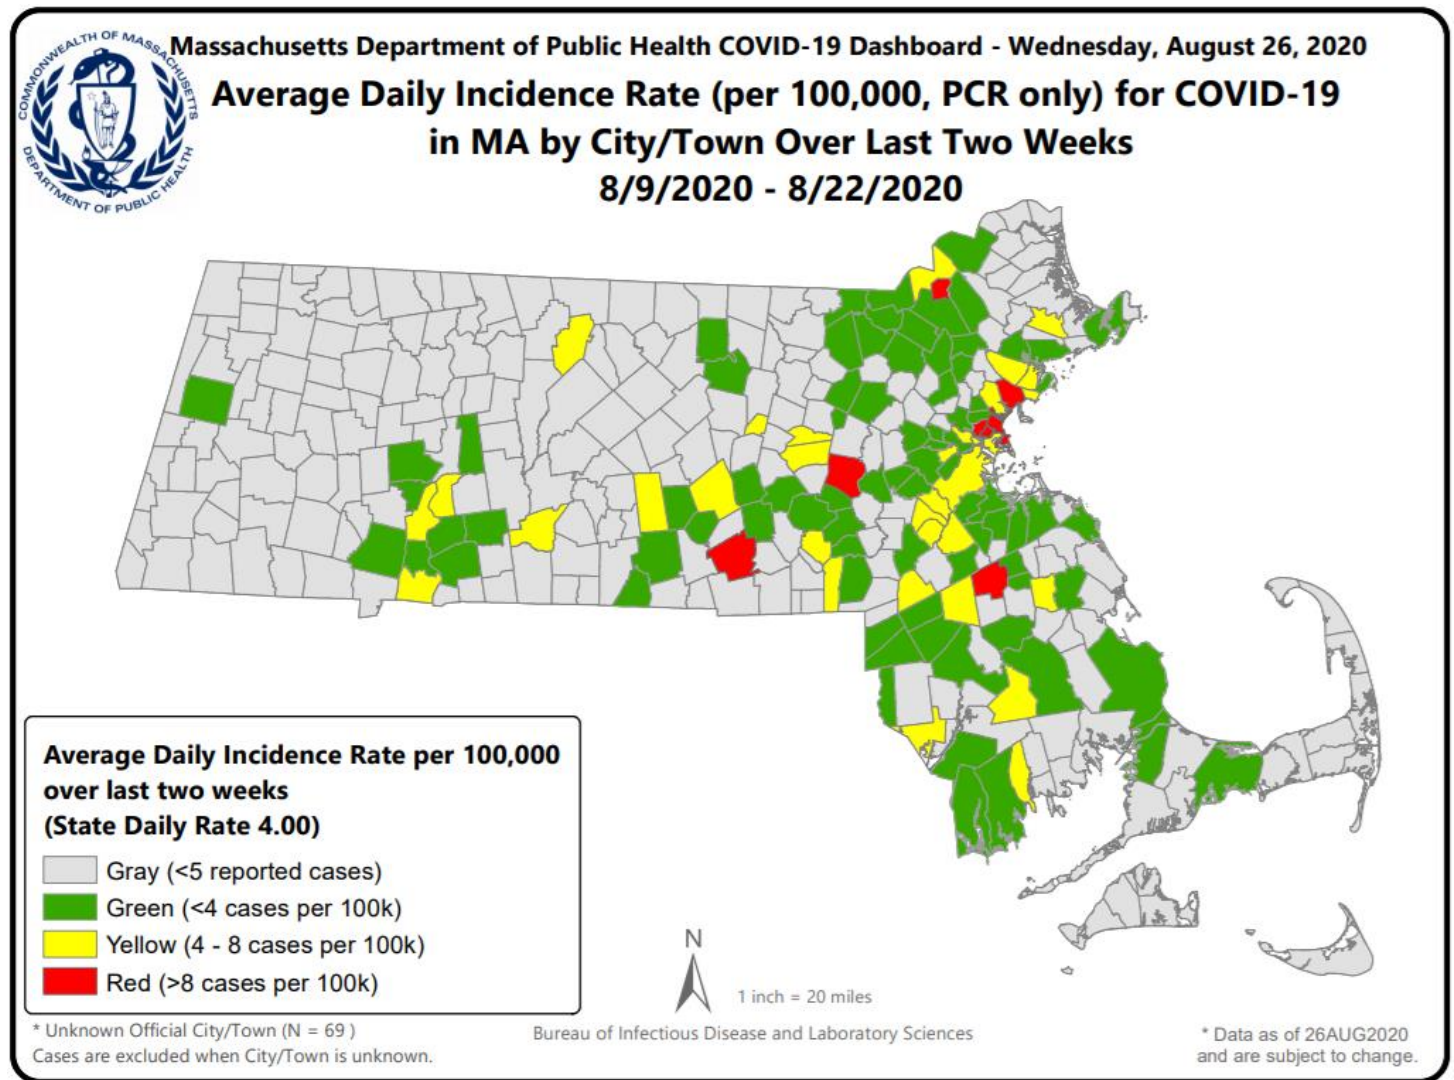 COMMONWEALTH OF MASSACHUSETTS
DEPARTMENT OF PUBLIC HEALTH
Massachusetts Department of Public Health COVID-19 Dashboard - Wednesday, August 26, 2020
Average Daily Incidence Rate (per 100,000, PCR only) for COVID-19
in MA by City/Town Over Last Two Weeks
8/9/2020 - 8/22/2020
Average Daily Incidence Rate per 100,000
over last two weeks
(State Daily Rate 4.00)
Gray (<5 reported cases)
Green (<4 cases per 100k)
Yellow (4 - 8 cases per 100k)
Red (>8 cases per 100k)
N
1 inch = 20 miles
* Unknown Official City/Town (N = 69 )
Cases are excluded when City/Town is unknown.
Bureau of Infectious Disease and Laboratory Sciences
* Data as of 26AUG2020
and are subject to change.